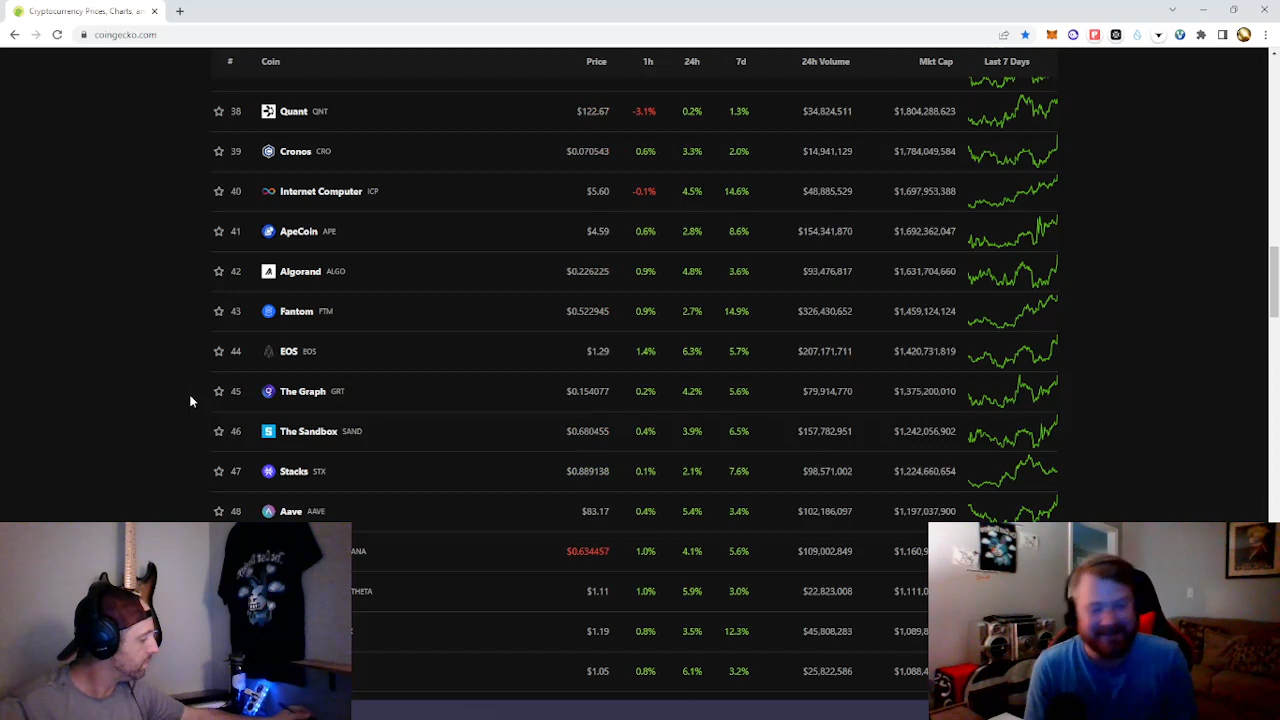 Cryptocurrency Prices, Charts, an
coingecko.com
# Coin Price 1h 24h 7d 24h Volume Mkt Cap Last 7 Days
38 Quant QNT $122.67 -3.1% 0.2% 1.3% $34,824,511 $1,804,288,623
39 Cronos CRO $0.070543 0.6% 3.3% 2.0% $14,941,129 $1,784,049,584
40 Internet Computer ICP $5.60 -0.1% 4.5% 14.6% $48,885,529 $1,697,953,388
41 ApeCoin APE $4.59 0.6% 2.8% 8.6% $154,341,870 $1,692,362,047
42 Algorand ALGO $0.226225 0.9% 4.8% 3.6% $93,476,817 $1,631,704,660
43 Fantom FTM $0.522945 0.9% 2.7% 14.9% $326,430,652 $1,459,124,124
44 EOS EOS $1.29 1.4% 6.3% 5.7% $207,171,711 $1,420,731,819
45 The Graph GRT $0.154077 0.2% 4.2% 5.6% $79,914,770 $1,375,200,010
46 The Sandbox SAND $0.680455 0.4% 3.9% 6.5% $157,782,951 $1,242,056,902
47 Stacks STX $0.889138 0.1% 2.1% 7.6% $98,571,002 $1,224,660,654
48 Aave AAVE $83.17 0.4% 5.4% 3.4% $102,186,097 $1,197,037,900
ANA $0.634457 1.0% 4.1% 5.6% $109,002,849 $1,160,9
THETA $1.11 1.0% 5.9% 3.0% $22,823,008 $1,111,0
$1.19 0.8% 3.5% 12.3% $45,808,283 $1,089,8
$1.05 0.8% 6.1% 3.2% $25,822,586 $1,088,4